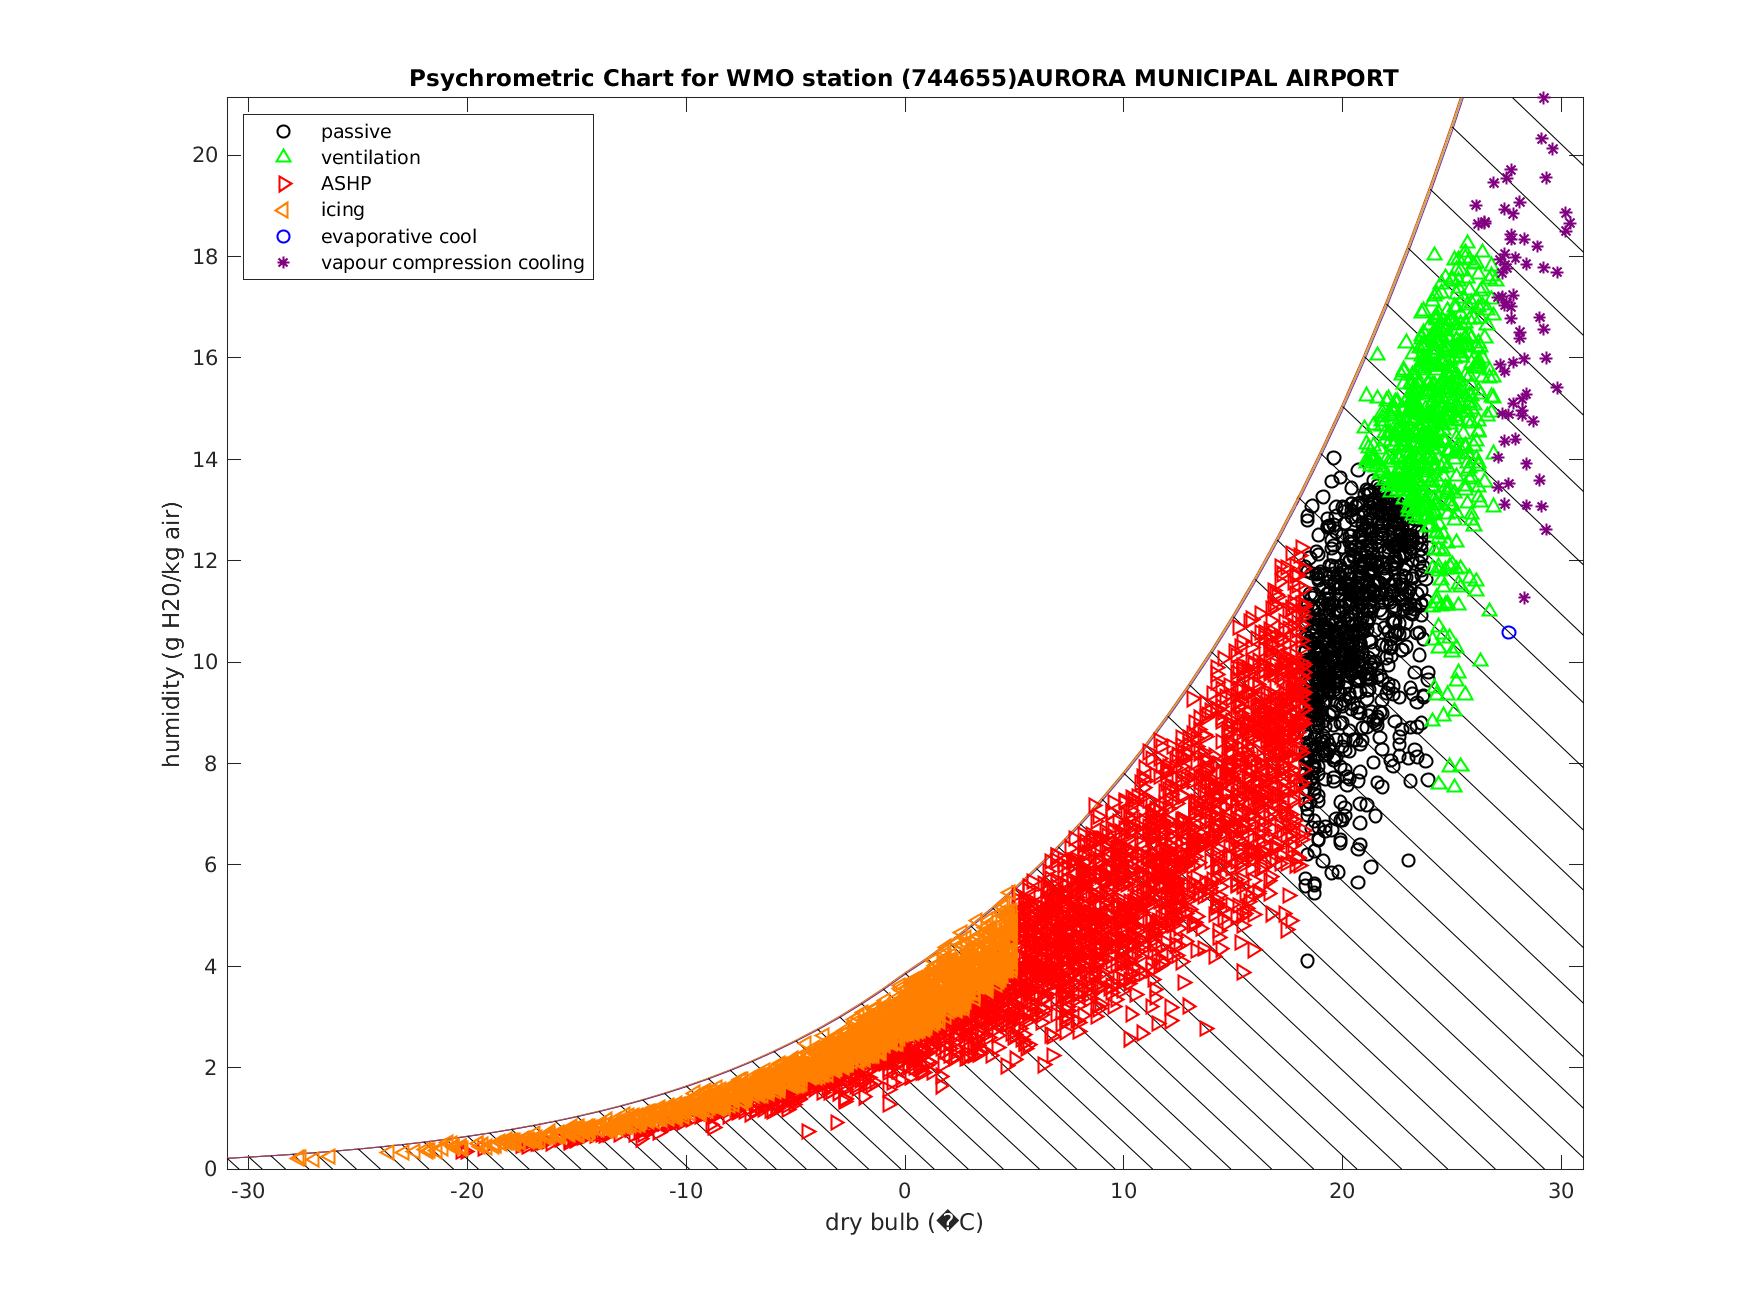 Psychrometric Chart for WMO station (744655)AURORA MUNICIPAL AIRPORT
passive
ventilation
ASHP
icing
evaporative cool
vapour compression cooling
humidity (g H20/kg air)
20
18
16
14
12
10
8
6
4
2
0
-30 -20 -10 0 10 20 30
dry bulb (�C)